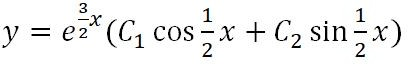 y = e^{\frac{3}{2}x}(C_1 \cos \frac{1}{2}x + C_2 \sin \frac{1}{2}x)